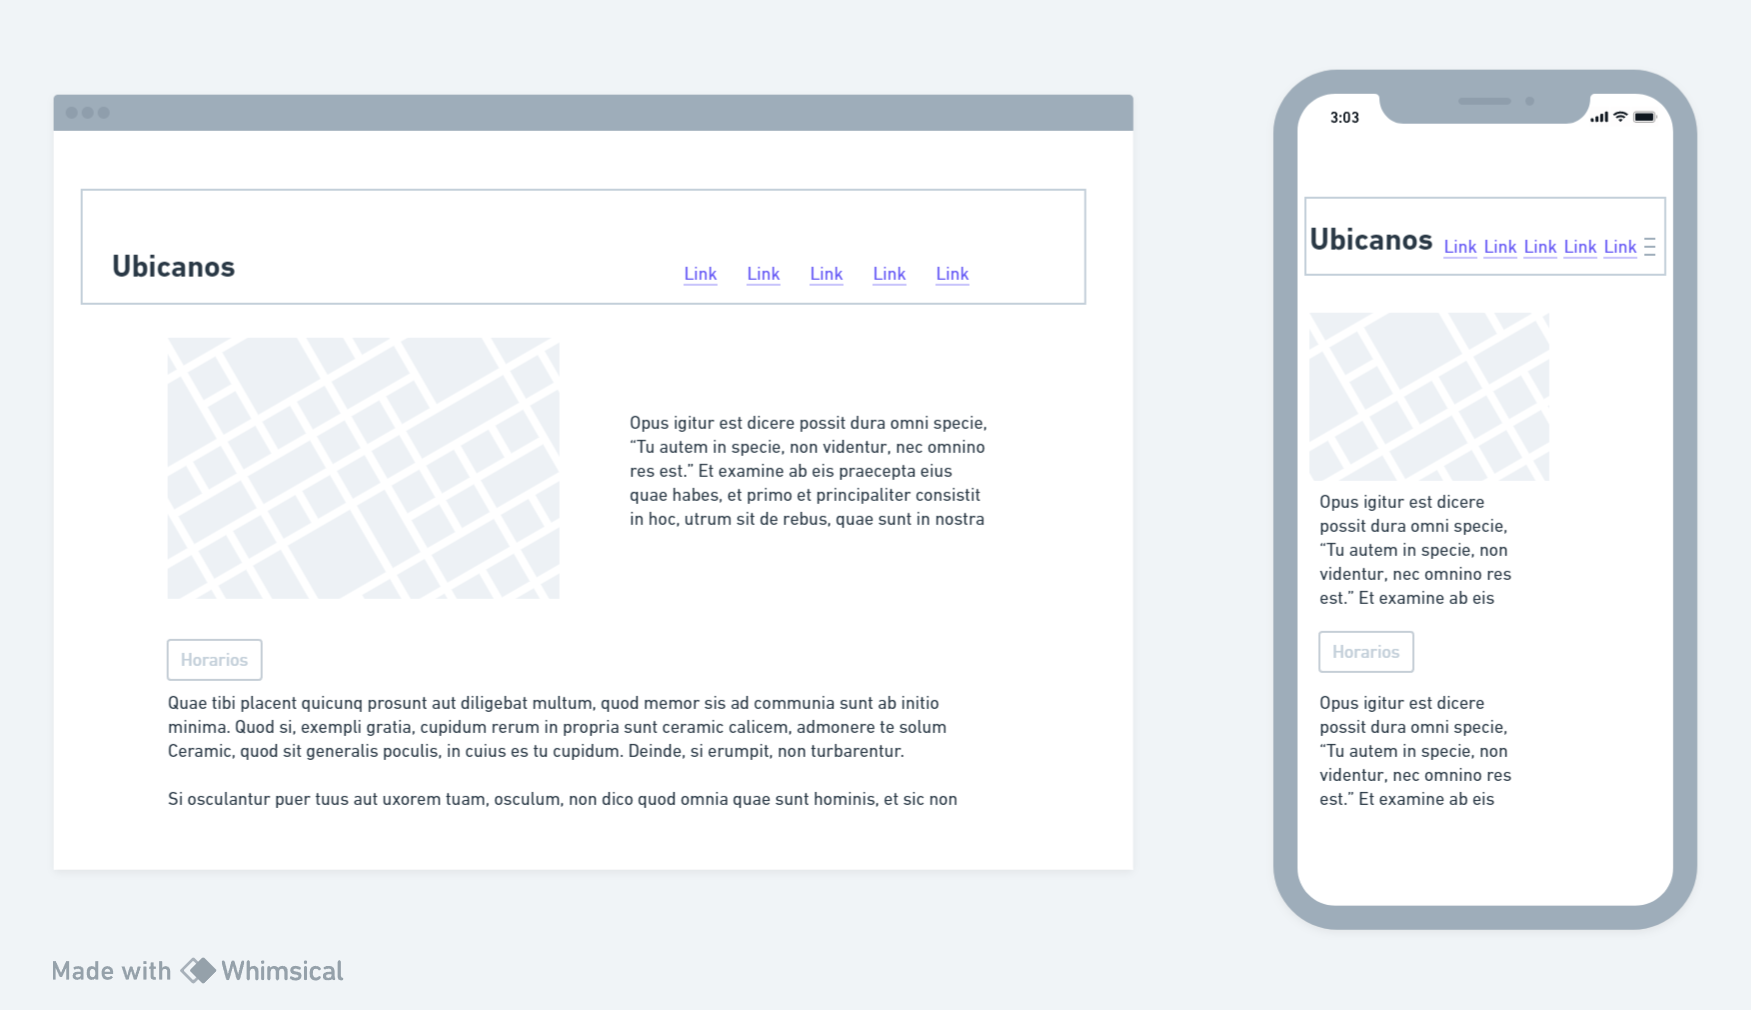 Ubicanos
Link Link Link Link Link
Opus igitur est dicere possit dura omni specie,
“Tu autem in specie, non videntur, nec omnino
res est.” Et examine ab eis praecepta eius
quae habes, et primo et principaliter consistit
in hoc, utrum sit de rebus, quae sunt in nostra
Horarios
Quae tibi placent quicunq prosunt aut diligebat multum, quod memor sis ad communia sunt ab initio
minima. Quod si, exempli gratia, cupidum rerum in propria sunt ceramic calicem, admonere te solum
Ceramic, quod sit generalis poculis, in cuius es tu cupidum. Deinde, si erumpit, non turbarentur.
Si osculantur puer tuus aut uxorem tuam, osculum, non dico quod omnia quae sunt hominis, et sic non
3:03
Ubicanos
Link Link Link Link Link
Opus igitur est dicere
possit dura omni specie,
“Tu autem in specie, non
videntur, nec omnino res
est.” Et examine ab eis
Horarios
Opus igitur est dicere
possit dura omni specie,
“Tu autem in specie, non
videntur, nec omnino res
est.” Et examine ab eis
Made with Whimsical